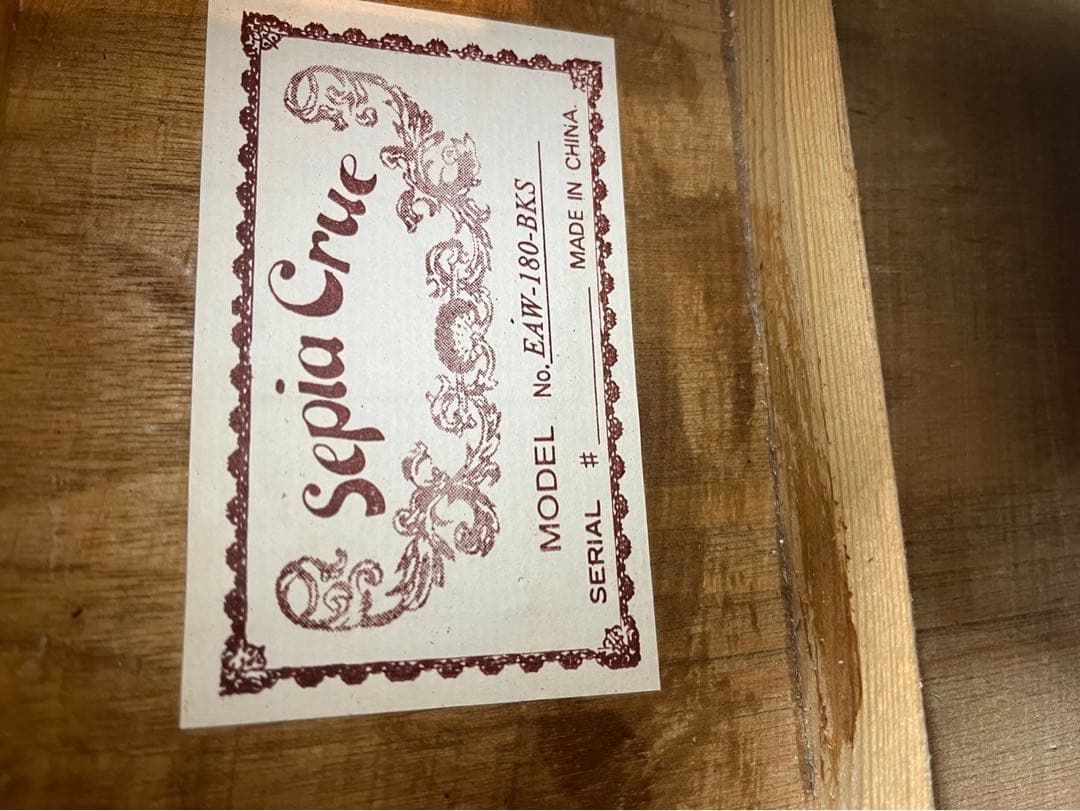 Sepia Crue
MODEL No. EAW-180-BKS
SERIAL # MADE IN CHINA.